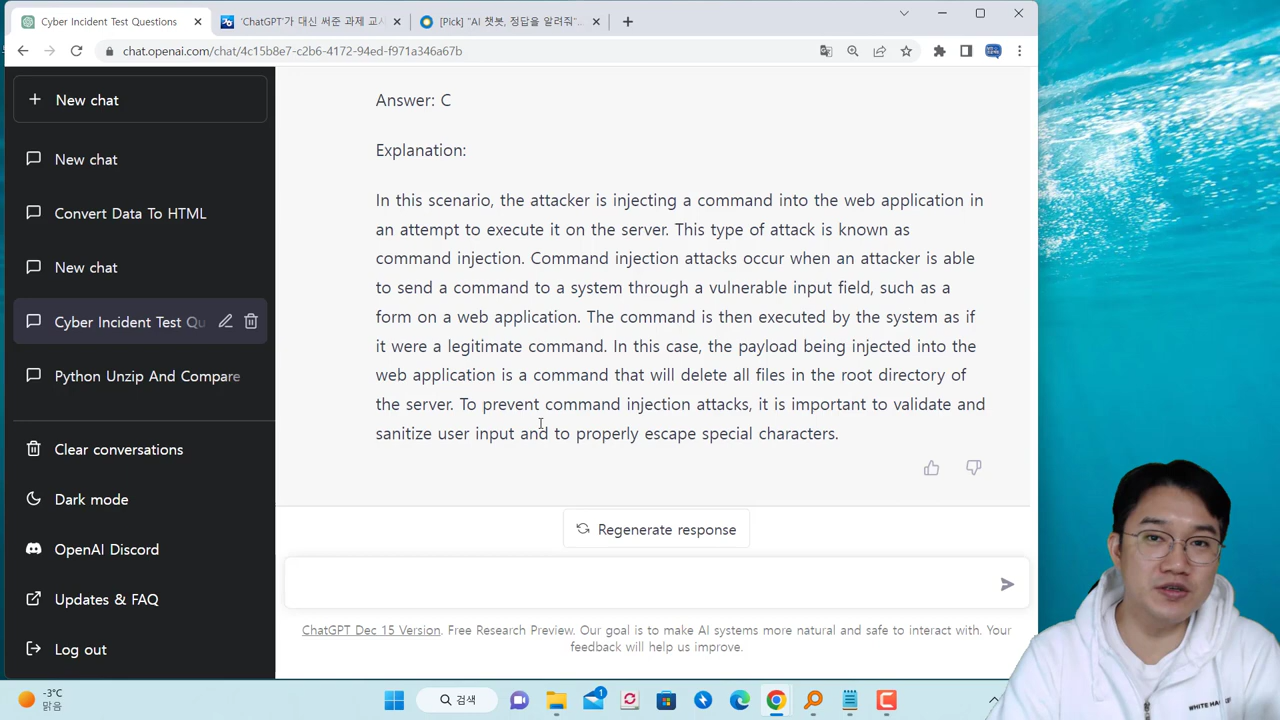 Cyber Incident Test Questions
'ChatGPT'가 대신 써준 과제 교사
[Pick] "AI 챗봇, 정답을 알려줘"…
chat.openai.com/chat/4c15b8e7-c2b6-4172-94ed-f971a346a67b
New chat
New chat
Convert Data To HTML
New chat
Cyber Incident Test Qu
Python Unzip And Compare
Clear conversations
Dark mode
OpenAI Discord
Updates & FAQ
Log out
Answer: C
Explanation:
In this scenario, the attacker is injecting a command into the web application in
an attempt to execute it on the server. This type of attack is known as
command injection. Command injection attacks occur when an attacker is able
to send a command to a system through a vulnerable input field, such as a
form on a web application. The command is then executed by the system as if
it were a legitimate command. In this case, the payload being injected into the
web application is a command that will delete all files in the root directory of
the server. To prevent command injection attacks, it is important to validate and
sanitize user input and to properly escape special characters.
Regenerate response
ChatGPT Dec 15 Version. Free Research Preview. Our goal is to make AI systems more natural and safe to interact with. Your
feedback will help us improve.
-3°C
맑음
검색
1
WHITE HA